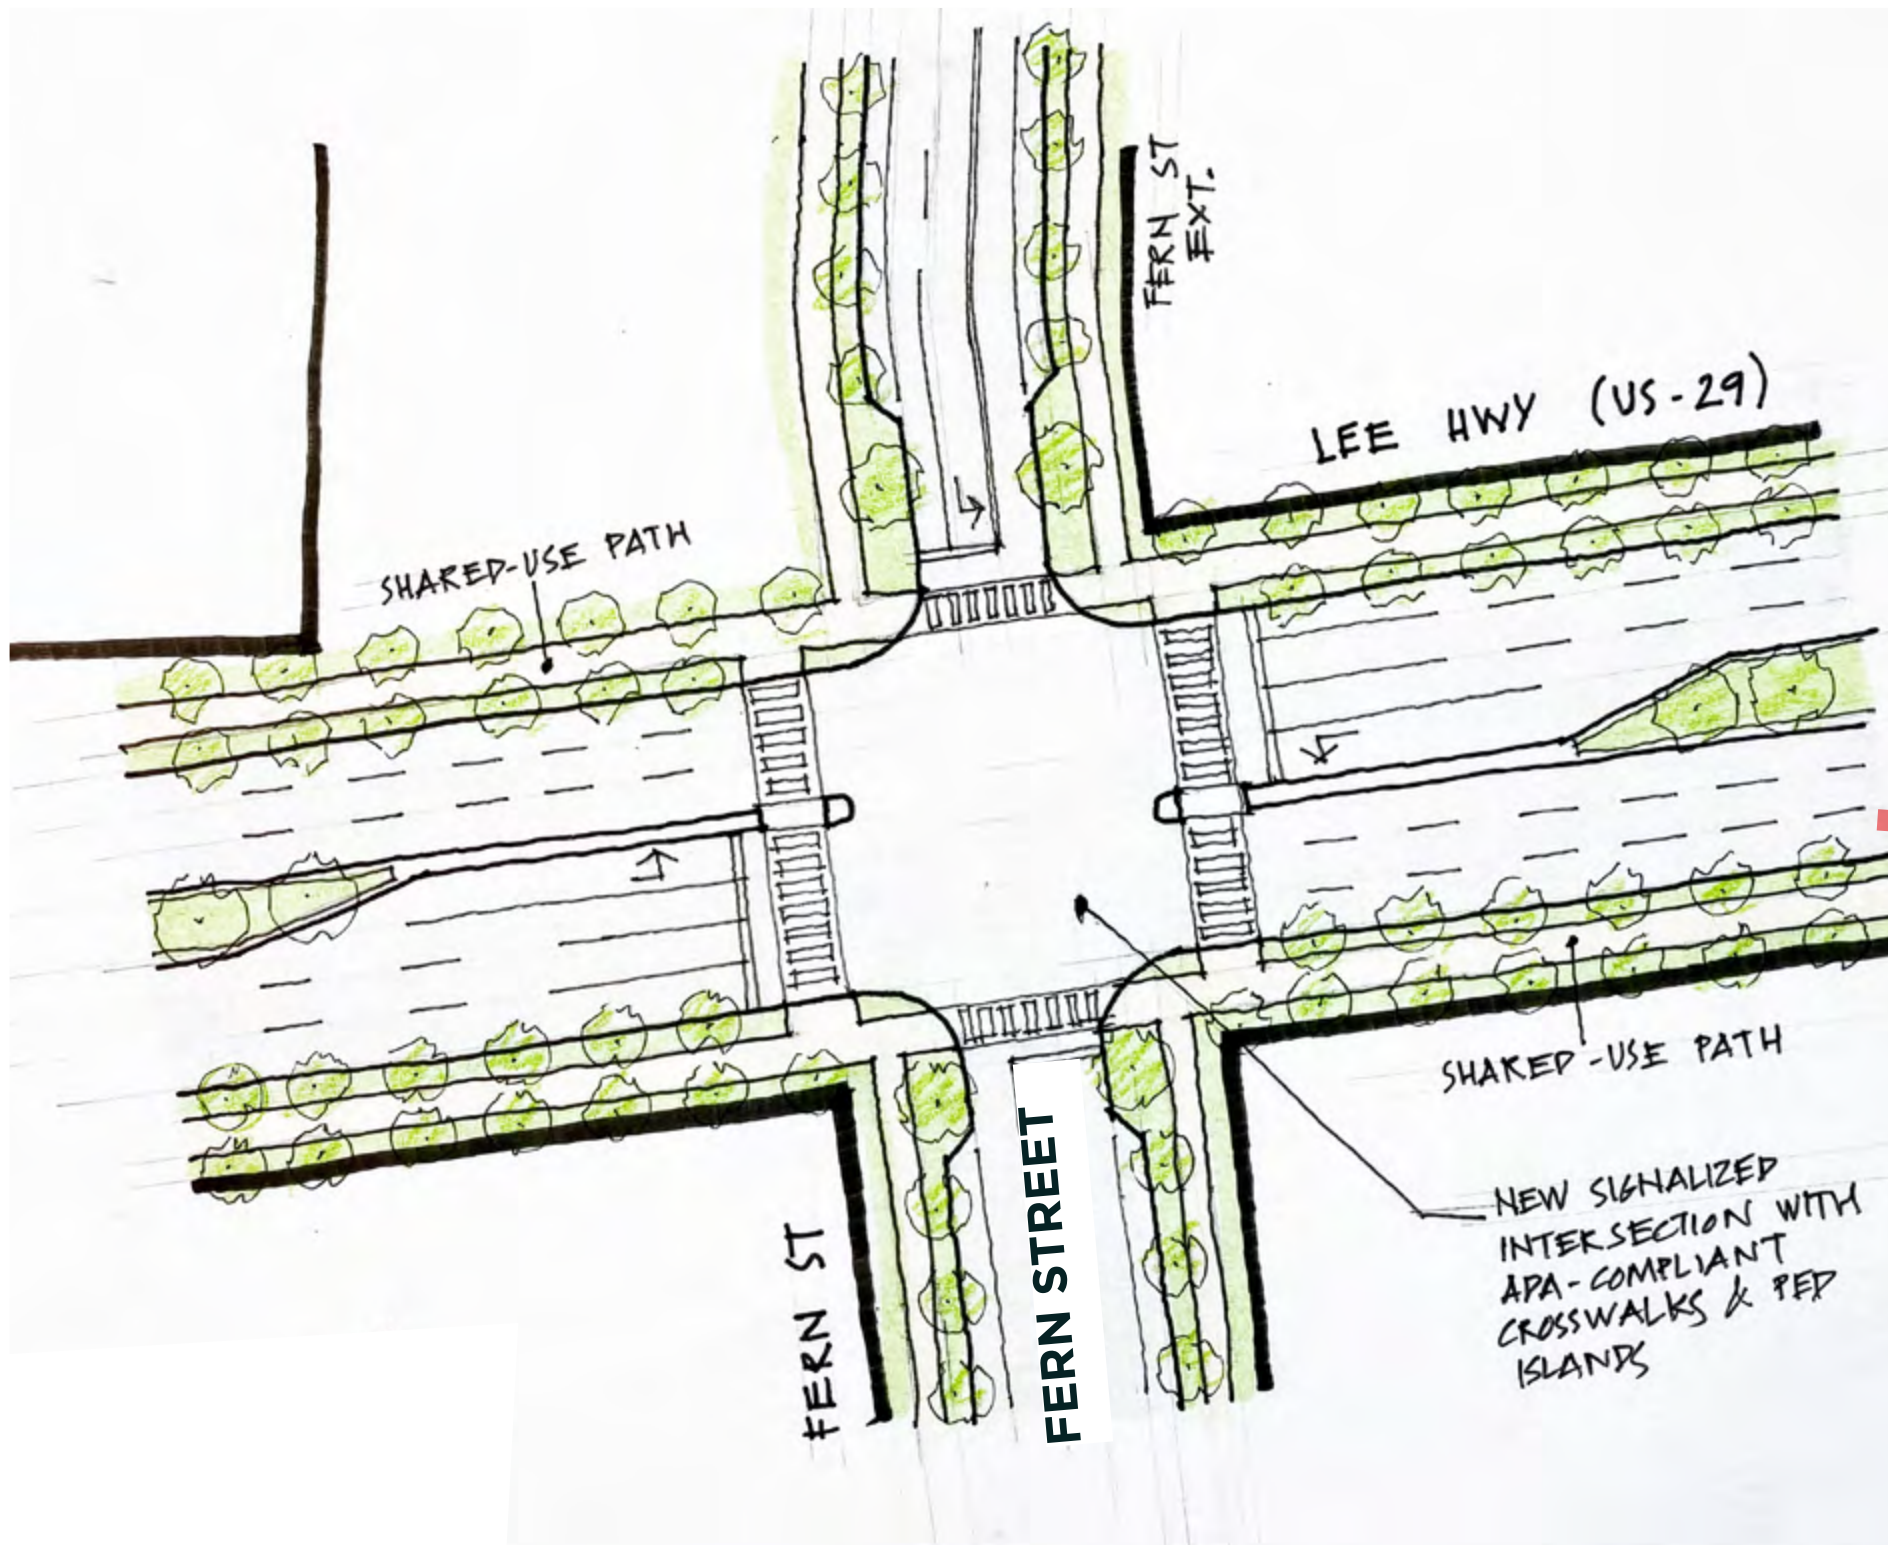 FERN ST
EXT.
LEE HWY (US-29)
SHARED-USE PATH
SHARED-USE PATH
NEW SIGNALIZED
INTERSECTION WITH
ADA-COMPLIANT
CROSSWALKS & PED
ISLANDS
FERN ST
FERN STREET